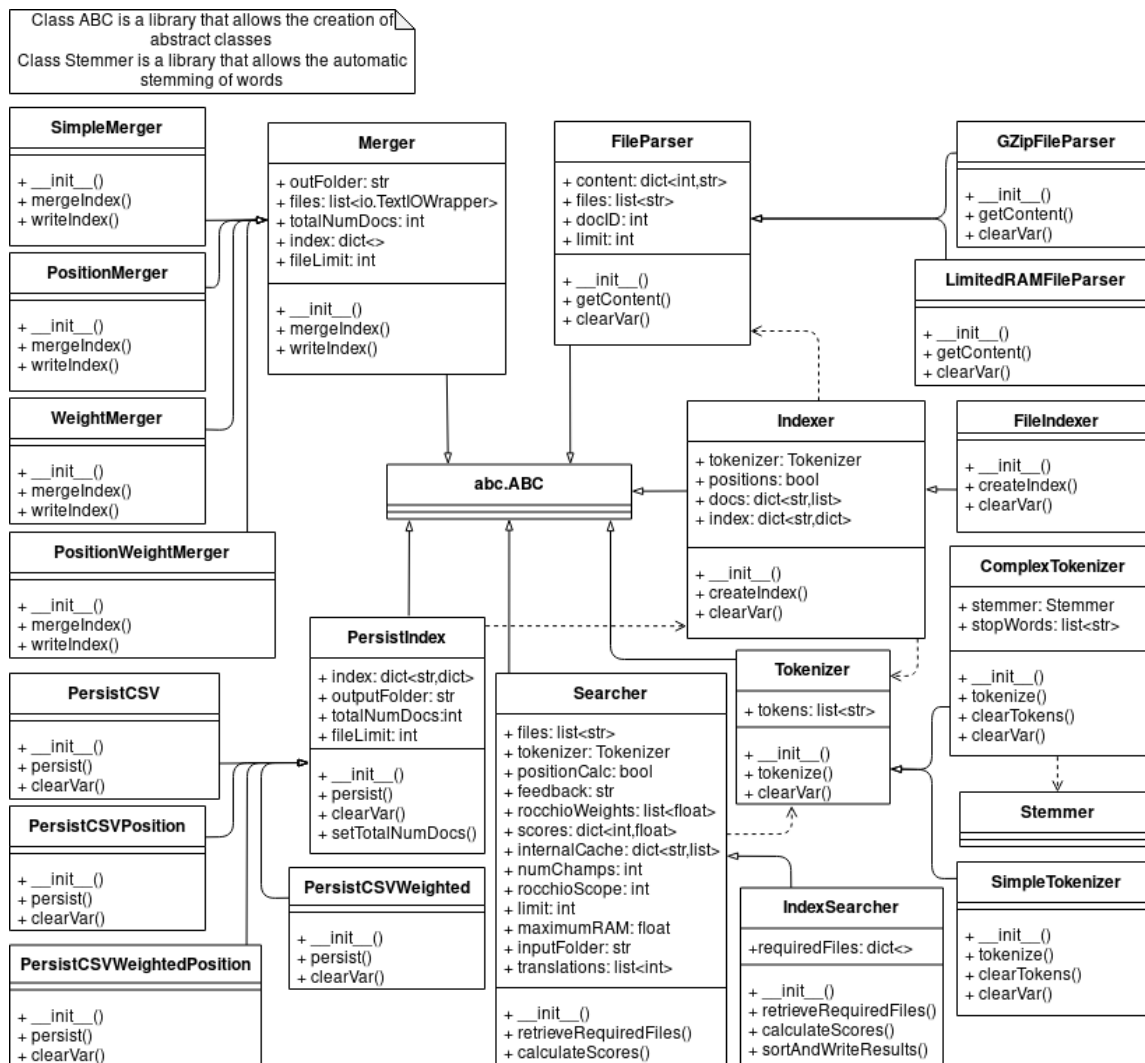 Class ABC is a library that allows the creation of
abstract classes
Class Stemmer is a library that allows the automatic
stemming of words
SimpleMerger
+ __init__()
+ mergeIndex()
+ writeIndex()
PositionMerger
+ __init__()
+ mergeIndex()
+ writeIndex()
WeightMerger
+ __init__()
+ mergeIndex()
+ writeIndex()
PositionWeightMerger
+ __init__()
+ mergeIndex()
+ writeIndex()
Merger
+ outFolder: str
+ files: list<io.TextIOWrapper>
+ totalNumDocs: int
+ index: dict<>
+ fileLimit: int
+ __init__()
+ mergeIndex()
+ writeIndex()
FileParser
+ content: dict<int,str>
+ files: list<str>
+ docID: int
+ limit: int
+ __init__()
+ getContent()
+ clearVar()
GZipFileParser
+ __init__()
+ getContent()
+ clearVar()
LimitedRAMFileParser
+ __init__()
+ getContent()
+ clearVar()
abc.ABC
Indexer
+ tokenizer: Tokenizer
+ positions: bool
+ docs: dict<str,list>
+ index: dict<str,dict>
+ __init__()
+ createIndex()
+ clearVar()
FileIndexer
+ __init__()
+ createIndex()
+ clearVar()
PersistCSV
+ __init__()
+ persist()
+ clearVar()
PersistCSVPosition
+ __init__()
+ persist()
+ clearVar()
PersistCSVWeightedPosition
+ __init__()
+ persist()
+ clearVar()
PersistIndex
+ index: dict<str,dict>
+ outputFolder: str
+ totalNumDocs:int
+ fileLimit: int
+ __init__()
+ persist()
+ clearVar()
+ setTotalNumDocs()
PersistCSVWeighted
+ __init__()
+ persist()
+ clearVar()
Searcher
+ files: list<str>
+ tokenizer: Tokenizer
+ positionCalc: bool
+ feedback: str
+ rocchioWeights: list<float>
+ scores: dict<int,float>
+ internalCache: dict<str,list>
+ numChamps: int
+ rocchioScope: int
+ limit: int
+ maximumRAM: float
+ inputFolder: str
+ translations: list<int>
+ __init__()
+ retrieveRequiredFiles()
+ calculateScores()
Tokenizer
+ tokens: list<str>
+ __init__()
+ tokenize()
+ clearVar()
IndexSearcher
+requiredFiles: dict<>
+ __init__()
+ retrieveRequiredFiles()
+ calculateScores()
+ sortAndWriteResults()
ComplexTokenizer
+ stemmer: Stemmer
+ stopWords: list<str>
+ __init__()
+ tokenize()
+ clearTokens()
+ clearVar()
Stemmer
SimpleTokenizer
+ __init__()
+ tokenize()
+ clearTokens()
+ clearVar()